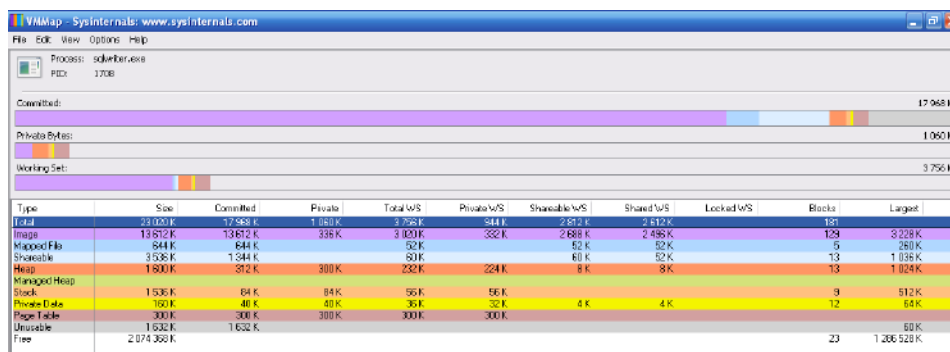 VMMap - Sysinternals: www.sysinternals.com
File Edit View Options Help
Process: sqlwriter.exe
PID: 1708
Committed: 17 968 K
Private Bytes: 1 060 K
Working Set: 3 756 K
Type Size Committed Private Total WS Private WS Shareable WS Shared WS Locked WS Blocks Largest
Total 23 020 K 17 968 K 1 060 K 3 756 K 944 K 2 812 K 2 612 K 181
Image 13 612 K 13 612 K 336 K 3 020 K 332 K 2 688 K 2 496 K 129 3 228 K
Mapped File 644 K 644 K 52 K 52 K 52 K 5 260 K
Shareable 3 536 K 1 344 K 60 K 60 K 52 K 13 1 036 K
Heap 1 600 K 312 K 300 K 232 K 224 K 8 K 8 K 13 1 024 K
Managed Heap
Stack 1 536 K 84 K 84 K 56 K 56 K 9 512 K
Private Data 160 K 40 K 40 K 36 K 32 K 4 K 4 K 12 64 K
Page Table 300 K 300 K 300 K 300 K 300 K
Unusable 1 632 K 1 632 K 60 K
Free 2 074 368 K 23 1 286 528 K